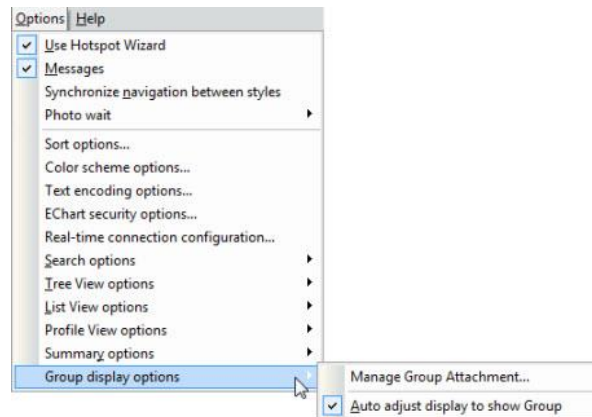 Options Help
Use Hotspot Wizard
Messages
Synchronize navigation between styles
Photo wait
Sort options...
Color scheme options...
Text encoding options...
EChart security options...
Real-time connection configuration...
Search options
Tree View options
List View options
Profile View options
Summary options
Group display options
Manage Group Attachment...
Auto adjust display to show Group